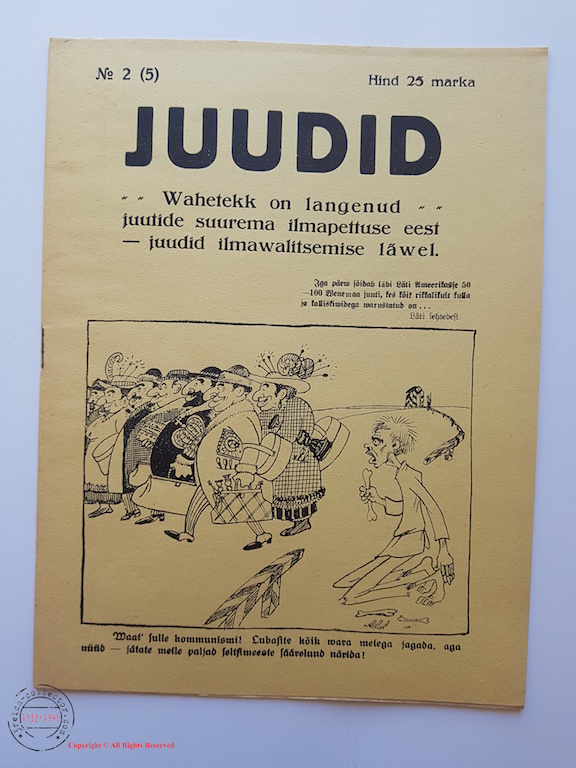 № 2 (5)
Hind 25 marka
JUUDID
" " Wahetekk on langenud " "
juutide suurema ilmapettuse eest
— juudid ilmawalitsemise läwel.
Iga päew sõidab läbi Läti Ameerikasse 50
—100 Wenemaa juuti, kes kõik rikkalikult kulla
ja kalliskiwidega warustatud on...
Läti lehtedest.
Waat' sulle kommunismi! Lubasite kõik wara meiega jagada, aga
nüüd — jätate meile paljad seltsimeeste sääreluud närida!
Copyright © All Rights Reserved